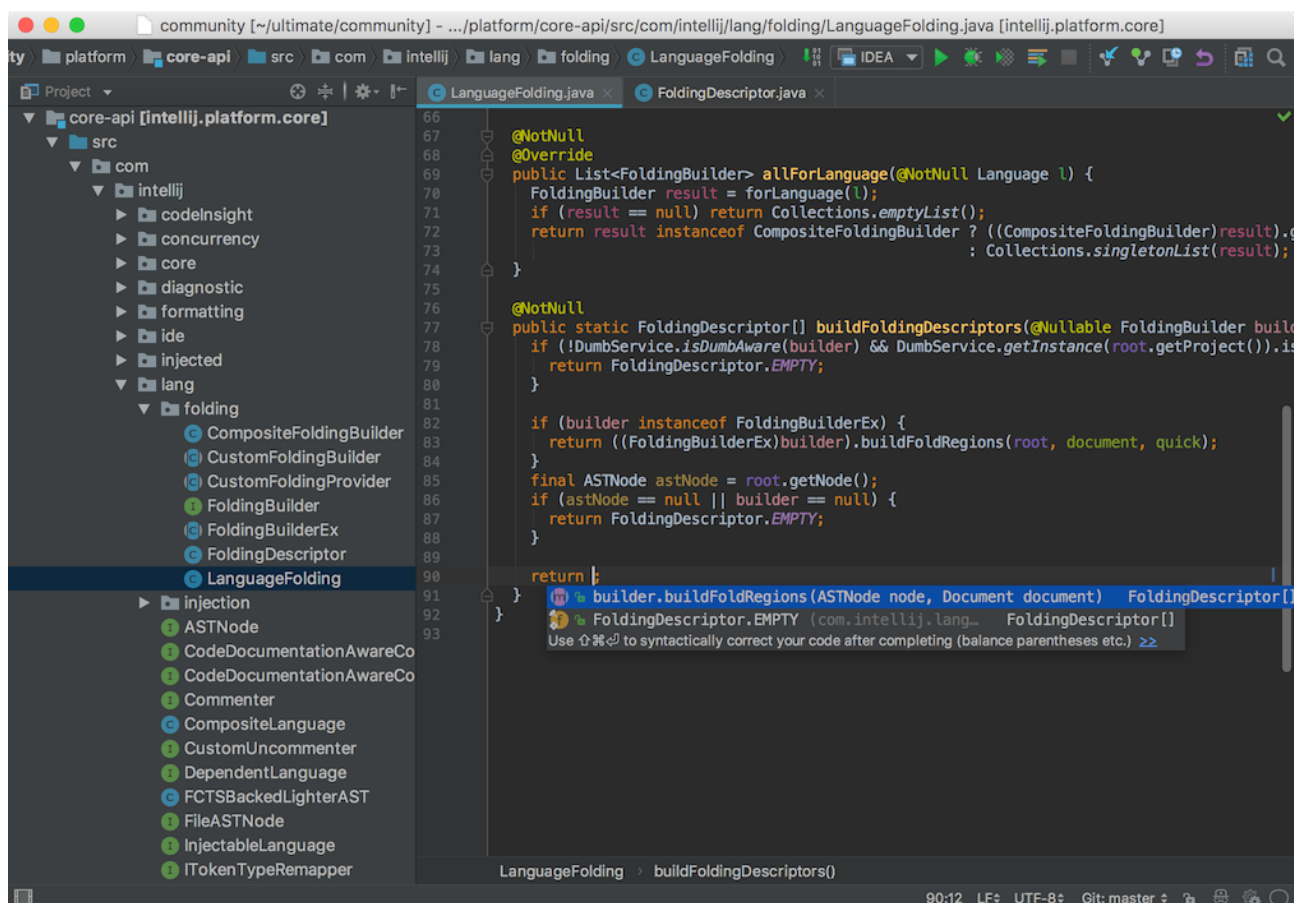 community [~/ultimate/community] - .../platform/core-api/src/com/intellij/lang/folding/LanguageFolding.java [intellij.platform.core]
ity platform core-api src com intellij lang folding LanguageFolding IDEA
Project
LanguageFolding.java × FoldingDescriptor.java ×
core-api [intellij.platform.core]
src
com
intellij
codeInsight
concurrency
core
diagnostic
formatting
ide
injected
lang
folding
CompositeFoldingBuilder
CustomFoldingBuilder
CustomFoldingProvider
FoldingBuilder
FoldingBuilderEx
FoldingDescriptor
LanguageFolding
injection
ASTNode
CodeDocumentationAwareCo
CodeDocumentationAwareCo
Commenter
CompositeLanguage
CustomUncommenter
DependentLanguage
FCTSBackedLighterAST
FileASTNode
InjectableLanguage
ITokenTypeRemapper
66
67 @NotNull
68 @Override
69 public List<FoldingBuilder> allForLanguage(@NotNull Language l) {
70 FoldingBuilder result = forLanguage(l);
71 if (result == null) return Collections.emptyList();
72 return result instanceof CompositeFoldingBuilder ? ((CompositeFoldingBuilder)result).g
73 : Collections.singletonList(result);
74 }
75
76 @NotNull
77 public static FoldingDescriptor[] buildFoldingDescriptors(@Nullable FoldingBuilder build
78 if (!DumbService.isDumbAware(builder) && DumbService.getInstance(root.getProject()).is
79 return FoldingDescriptor.EMPTY;
80 }
81
82 if (builder instanceof FoldingBuilderEx) {
83 return ((FoldingBuilderEx)builder).buildFoldRegions(root, document, quick);
84 }
85 final ASTNode astNode = root.getNode();
86 if (astNode == null || builder == null) {
87 return FoldingDescriptor.EMPTY;
88 }
89
90 return ;
91 }
92 }
93
builder.buildFoldRegions(ASTNode node, Document document) FoldingDescriptor[]
FoldingDescriptor.EMPTY (com.intellij.lang… FoldingDescriptor[]
Use ⇧⌘⏎ to syntactically correct your code after completing (balance parentheses etc.) >>
LanguageFolding buildFoldingDescriptors()
90:12 LF UTF-8 Git: master